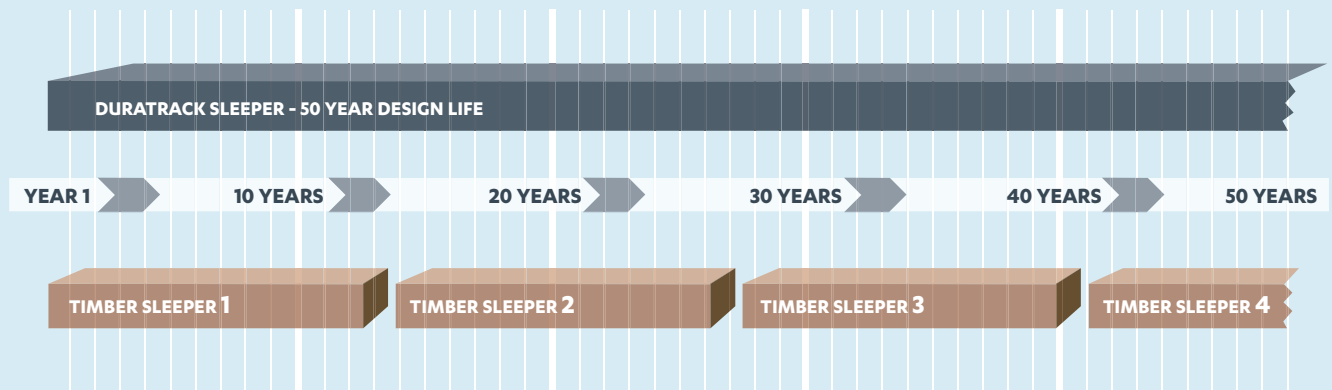 DURATRACK SLEEPER - 50 YEAR DESIGN LIFE
YEAR 1 10 YEARS 20 YEARS 30 YEARS 40 YEARS 50 YEARS
TIMBER SLEEPER 1 TIMBER SLEEPER 2 TIMBER SLEEPER 3 TIMBER SLEEPER 4